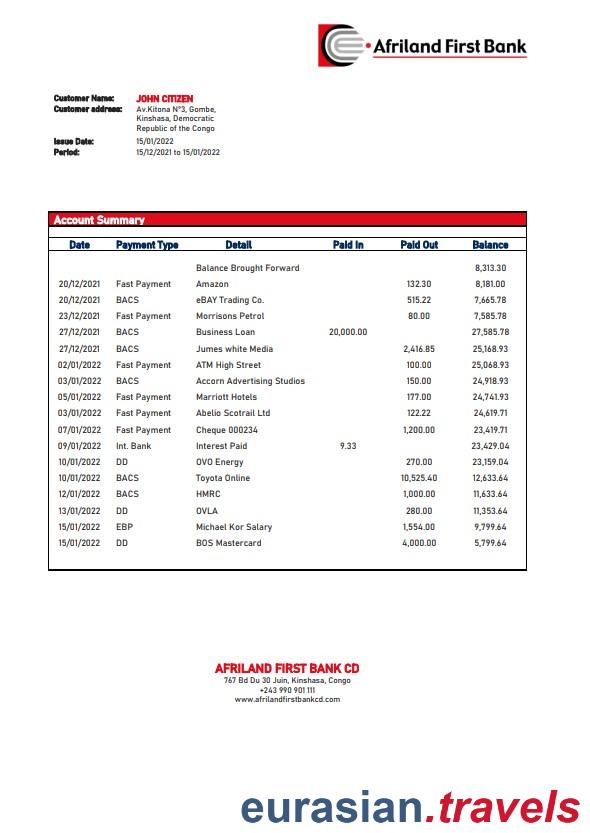 Afriland First Bank
Customer Name: JOHN CITIZEN
Customer address: Av.Kitona N°3, Gombe,
Kinshasa, Democratic
Republic of the Congo
Issue Date: 15/01/2022
Period: 15/12/2021 to 15/01/2022
Account Summary
Date Payment Type Detail Paid In Paid Out Balance
Balance Brought Forward 8,313.30
20/12/2021 Fast Payment Amazon 132.30 8,181.00
20/12/2021 BACS eBAY Trading Co. 515.22 7,665.78
23/12/2021 Fast Payment Morrisons Petrol 80.00 7,585.78
27/12/2021 BACS Business Loan 20,000.00 27,585.78
27/12/2021 BACS Jumes white Media 2,416.85 25,168.93
02/01/2022 Fast Payment ATM High Street 100.00 25,068.93
03/01/2022 BACS Accorn Advertising Studios 150.00 24,918.93
05/01/2022 Fast Payment Marriott Hotels 177.00 24,741.93
03/01/2022 Fast Payment Abelio Scotrail Ltd 122.22 24,619.71
07/01/2022 Fast Payment Cheque 000234 1,200.00 23,419.71
09/01/2022 Int. Bank Interest Paid 9.33 23,429.04
10/01/2022 DD OVO Energy 270.00 23,159.04
10/01/2022 BACS Toyota Online 10,525.40 12,633.64
12/01/2022 BACS HMRC 1,000.00 11,633.64
13/01/2022 DD OVLA 280.00 11,353.64
15/01/2022 EBP Michael Kor Salary 1,554.00 9,799.64
15/01/2022 DD BOS Mastercard 4,000.00 5,799.64
AFRILAND FIRST BANK CD
767 Bd Du 30 Juin, Kinshasa, Congo
+243 990 901 111
www.afrilandfirstbankcd.com
eurasian.travels